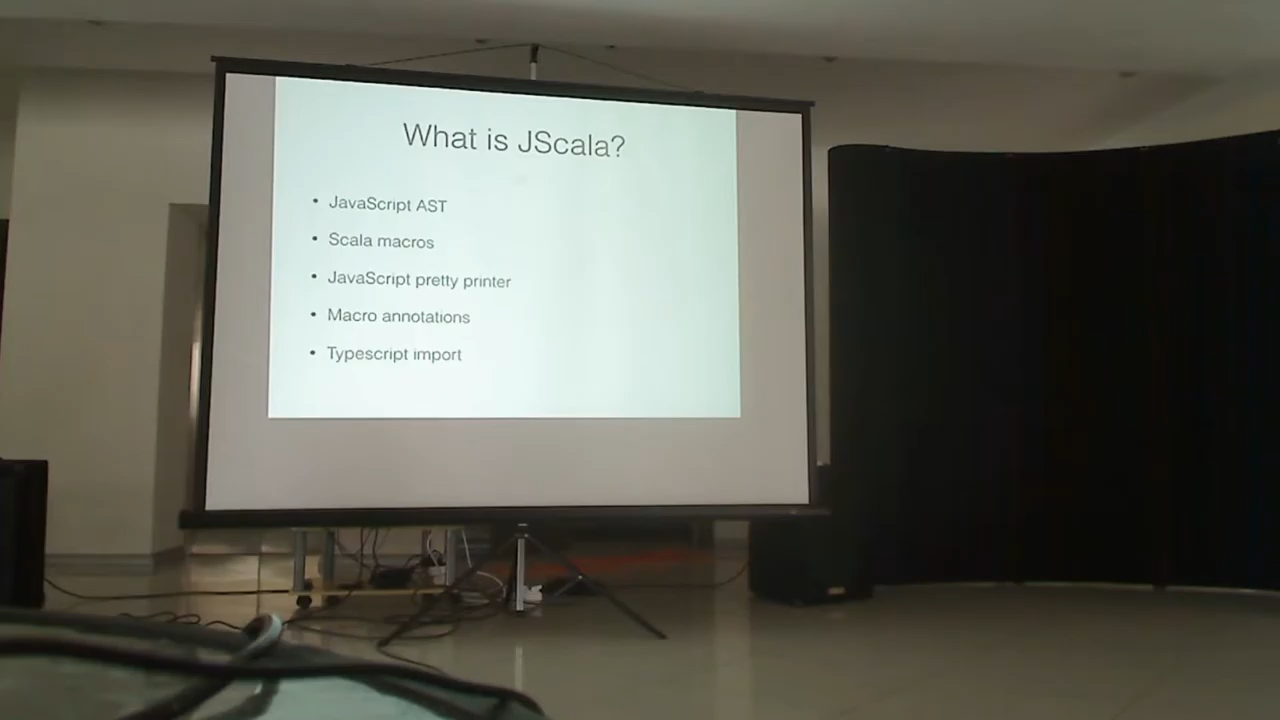 What is JScala?
• JavaScript AST
• Scala macros
• JavaScript pretty printer
• Macro annotations
• Typescript import